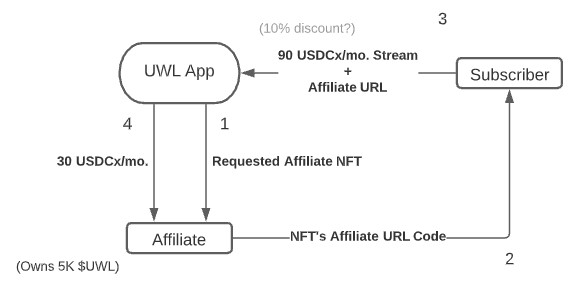 3
(10% discount?)
90 USDCx/mo. Stream
+
Affiliate URL
UWL App
Subscriber
4
1
30 USDCx/mo.
Requested Affiliate NFT
Affiliate
NFT's Affiliate URL Code
2
(Owns 5K $UWL)